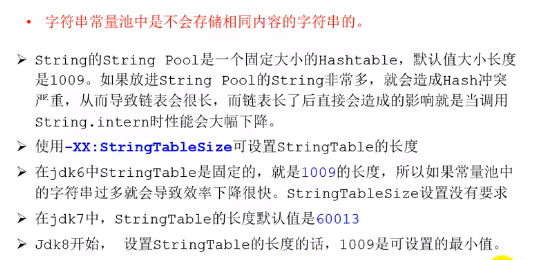 • 字符串常量池中是不会存储相同内容的字符串的。
➢ String的String Pool是一个固定大小的Hashtable，默认值大小长度
是1009。如果放进String Pool的String非常多，就会造成Hash冲突
严重，从而导致链表会很长，而链表长了后直接会造成的影响就是当调用
String.intern时性能会大幅下降。
➢ 使用-XX:StringTableSize可设置StringTable的长度
➢ 在jdk6中StringTable是固定的，就是1009的长度，所以如果常量池中
的字符串过多就会导致效率下降很快。StringTableSize设置没有要求
➢ 在jdk7中，StringTable的长度默认值是60013
➢ Jdk8开始， 设置StringTable的长度的话，1009是可设置的最小值。